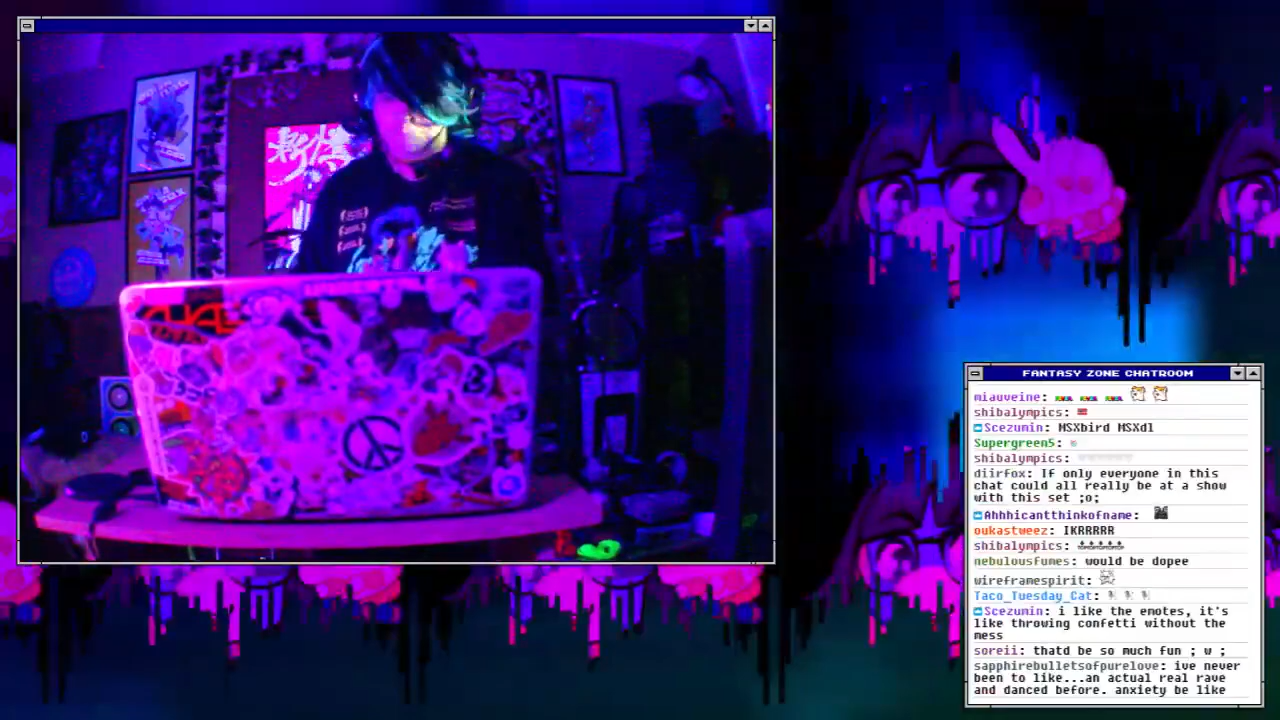 FANTASY ZONE CHATROOM
miauveine:
shibalympics:
Scezumin: MSXbird MSXdl
Supergreen5:
shibalympics:
diirfox: If only everyone in this
chat could all really be at a show
with this set ;o;
Ahhhicantthinkofname:
oukastweez: IKRRRRR
shibalympics:
nebulousfumes: would be dopee
wireframespirit:
Taco_Tuesday_Cat:
Scezumin: i like the emotes, it's
like throwing confetti without the
mess
soreii: thatd be so much fun ; w ;
sapphirebulletsofpurelove: ive never
been to like...an actual real rave
and danced before. anxiety be like